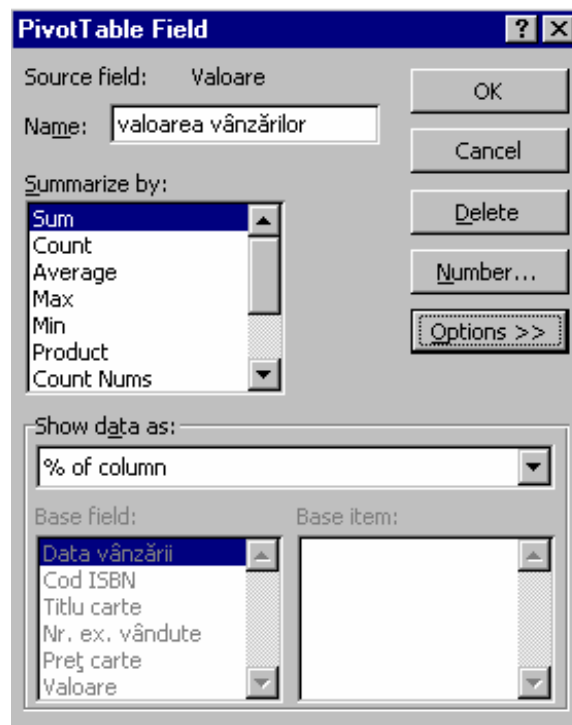 PivotTable Field
Source field: Valoare
OK
Name: valoarea vânzărilor
Cancel
Summarize by:
Sum
Count
Average
Max
Min
Product
Count Nums
Delete
Number...
Options >>
Show data as:
% of column
Base field:
Data vânzării
Cod ISBN
Titlu carte
Nr. ex. vândute
Preţ carte
Valoare
Base item: